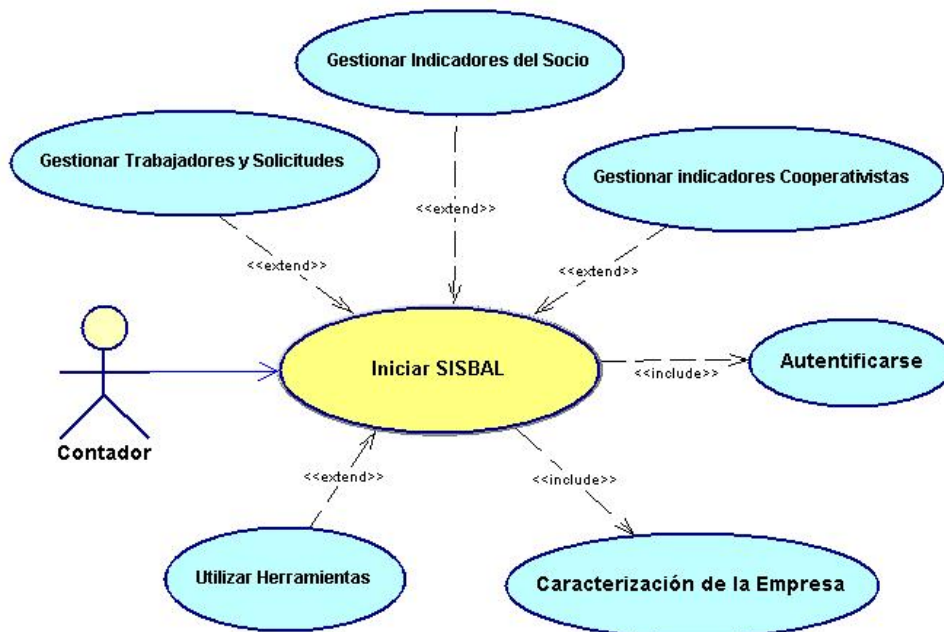 Gestionar Indicadores del Socio
Gestionar Trabajadores y Solicitudes
Gestionar indicadores Cooperativistas
<<extend>>
<<extend>>
<<extend>>
Iniciar SISBAL
Autentificarse
<<include>>
Contador
<<extend>>
<<include>>
Utilizar Herramientas
Caracterización de la Empresa